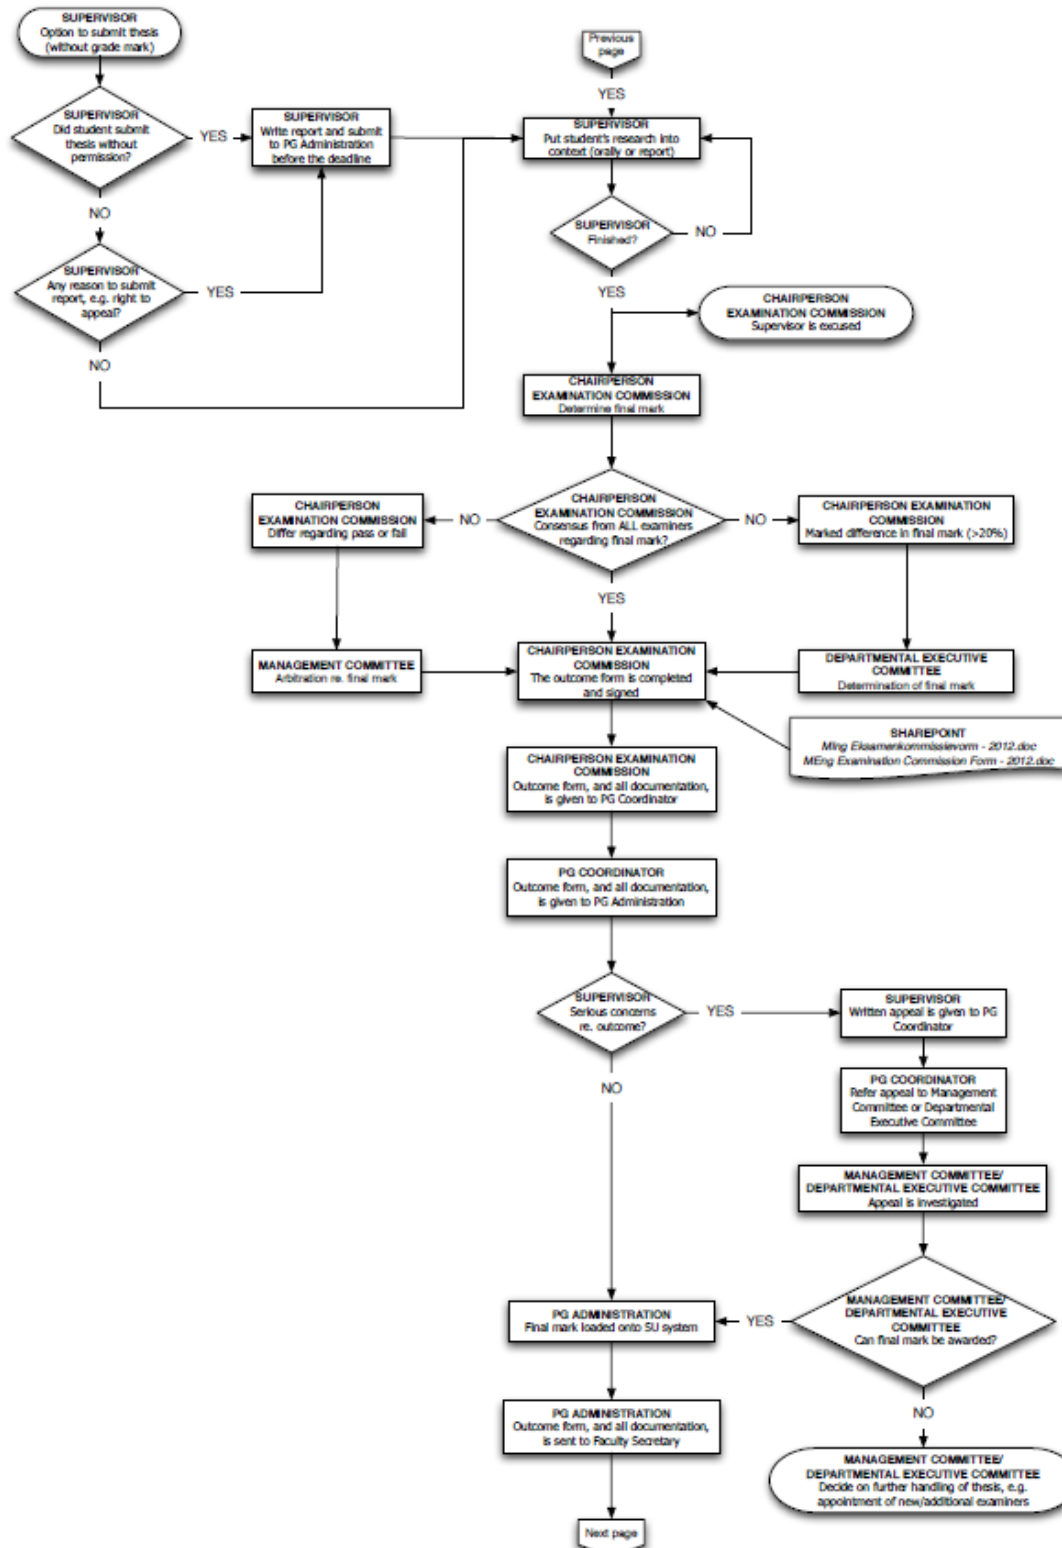 SUPERVISOR
Option to submit thesis
(without grade mark)
Previous
page
YES
SUPERVISOR
Did student submit
thesis without
permission?
YES
SUPERVISOR
Write report and submit
to PG Administration
before the deadline
SUPERVISOR
Put student's research into
context (orally or report)
NO
SUPERVISOR
Finished?
NO
SUPERVISOR
Any reason to submit
report, e.g. right to
appeal?
YES
YES
CHAIRPERSON
EXAMINATION COMMISSION
Supervisor is excused
NO
CHAIRPERSON
EXAMINATION COMMISSION
Determine final mark
CHAIRPERSON
EXAMINATION COMMISSION
Differ regarding pass or fail
NO
CHAIRPERSON
EXAMINATION COMMISSION
Consensus from ALL examiners
regarding final mark?
NO
CHAIRPERSON EXAMINATION
COMMISSION
Marked difference in final mark (>20%)
YES
MANAGEMENT COMMITTEE
Arbitration re. final mark
CHAIRPERSON EXAMINATION
COMMISSION
The outcome form is completed
and signed
DEPARTMENTAL EXECUTIVE
COMMITTEE
Determination of final mark
SHAREPOINT
MIng Eksamenkommissievorm - 2012.doc
MEng Examination Commission Form - 2012.doc
CHAIRPERSON EXAMINATION
COMMISSION
Outcome form, and all documentation,
is given to PG Coordinator
PG COORDINATOR
Outcome form, and all documentation,
is given to PG Administration
SUPERVISOR
Serious concerns
re. outcome?
YES
SUPERVISOR
Written appeal is given to PG
Coordinator
NO
PG COORDINATOR
Refer appeal to Management
Committee or Departmental
Executive Committee
MANAGEMENT COMMITTEE/
DEPARTMENTAL EXECUTIVE COMMITTEE
Appeal is investigated
PG ADMINISTRATION
Final mark loaded onto SU system
YES
MANAGEMENT COMMITTEE/
DEPARTMENTAL EXECUTIVE
COMMITTEE
Can final mark be awarded?
NO
PG ADMINISTRATION
Outcome form, and all documentation,
is sent to Faculty Secretary
MANAGEMENT COMMITTEE/
DEPARTMENTAL EXECUTIVE COMMITTEE
Decide on further handling of thesis, e.g.
appointment of new/additional examiners
Next page